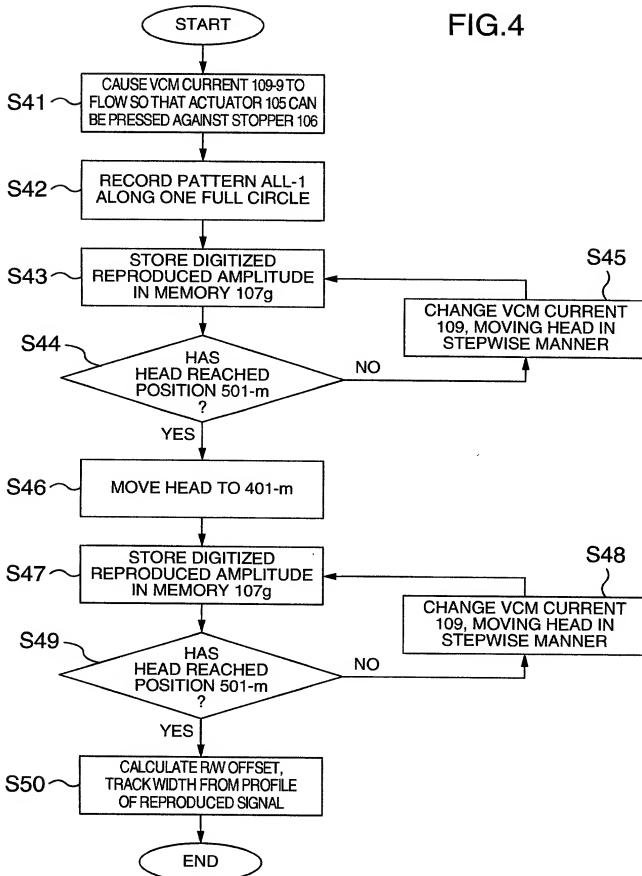 START
FIG.4
S41
CAUSE VCM CURRENT 109-9 TO
FLOW SO THAT ACTUATOR 105 CAN
BE PRESSED AGAINST STOPPER 106
S42
RECORD PATTERN ALL-1
ALONG ONE FULL CIRCLE
S43
STORE DIGITIZED
REPRODUCED AMPLITUDE
IN MEMORY 107g
S45
CHANGE VCM CURRENT
109, MOVING HEAD IN
STEPWISE MANNER
S44
HAS
HEAD REACHED
POSITION 501-m
?
NO
YES
S46
MOVE HEAD TO 401-m
S47
STORE DIGITIZED
REPRODUCED AMPLITUDE
IN MEMORY 107g
S48
CHANGE VCM CURRENT
109, MOVING HEAD IN
STEPWISE MANNER
S49
HAS
HEAD REACHED
POSITION 501-m
?
NO
YES
S50
CALCULATE R/W OFFSET,
TRACK WIDTH FROM PROFILE
OF REPRODUCED SIGNAL
END